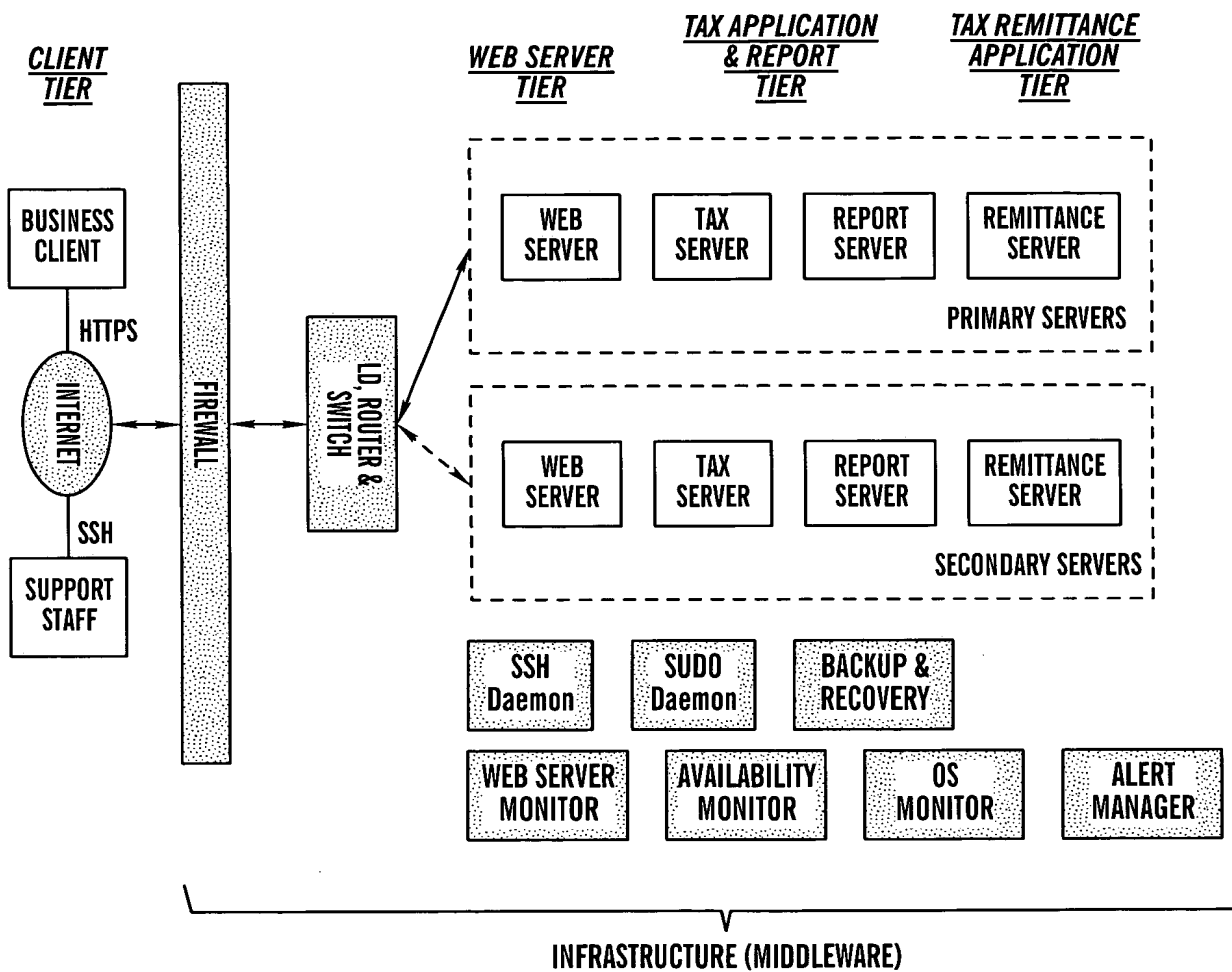 CLIENT
TIER
WEB SERVER
TIER
TAX APPLICATION
& REPORT
TIER
TAX REMITTANCE
APPLICATION
TIER
BUSINESS
CLIENT
HTTPS
INTERNET
SSH
SUPPORT
STAFF
FIREWALL
LD, ROUTER &
SWITCH
WEB
SERVER
TAX
SERVER
REPORT
SERVER
REMITTANCE
SERVER
PRIMARY SERVERS
WEB
SERVER
TAX
SERVER
REPORT
SERVER
REMITTANCE
SERVER
SECONDARY SERVERS
SSH
Daemon
SUDO
Daemon
BACKUP &
RECOVERY
WEB SERVER
MONITOR
AVAILABILITY
MONITOR
OS
MONITOR
ALERT
MANAGER
INFRASTRUCTURE (MIDDLEWARE)